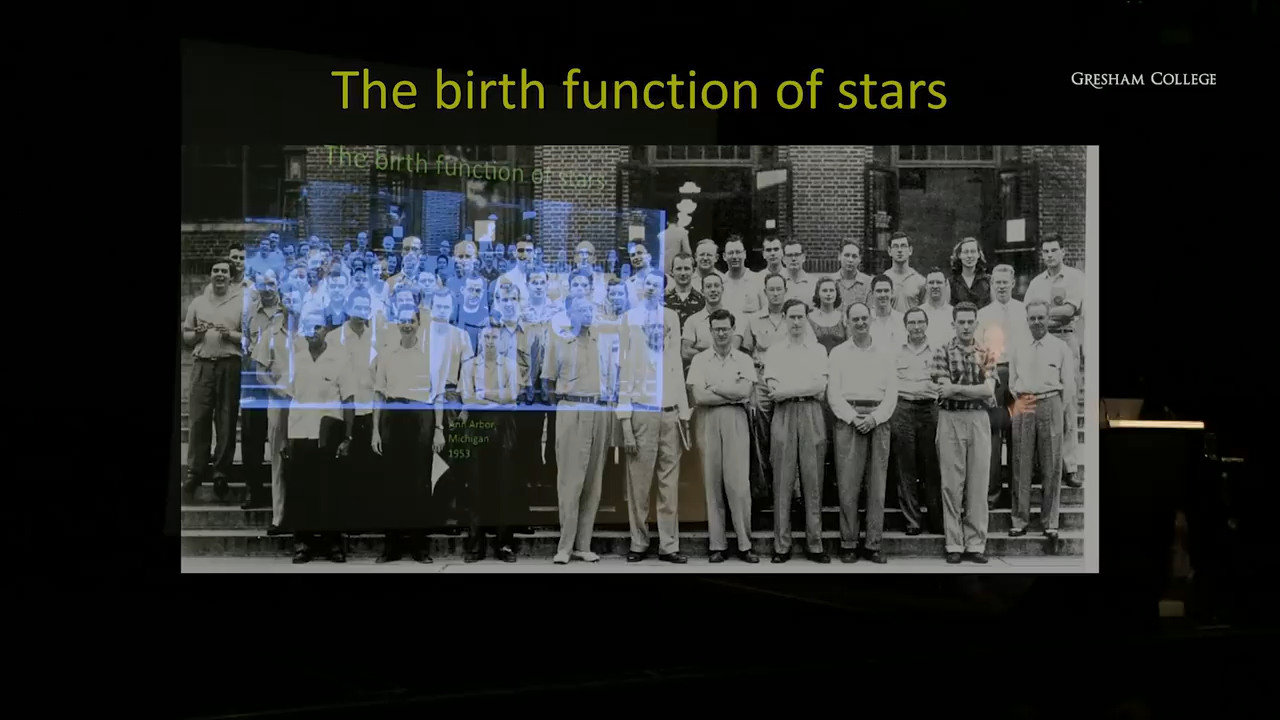 The birth function of stars
GRESHAM COLLEGE
The birth function of stars
Ann Arbor,
Michigan
1953